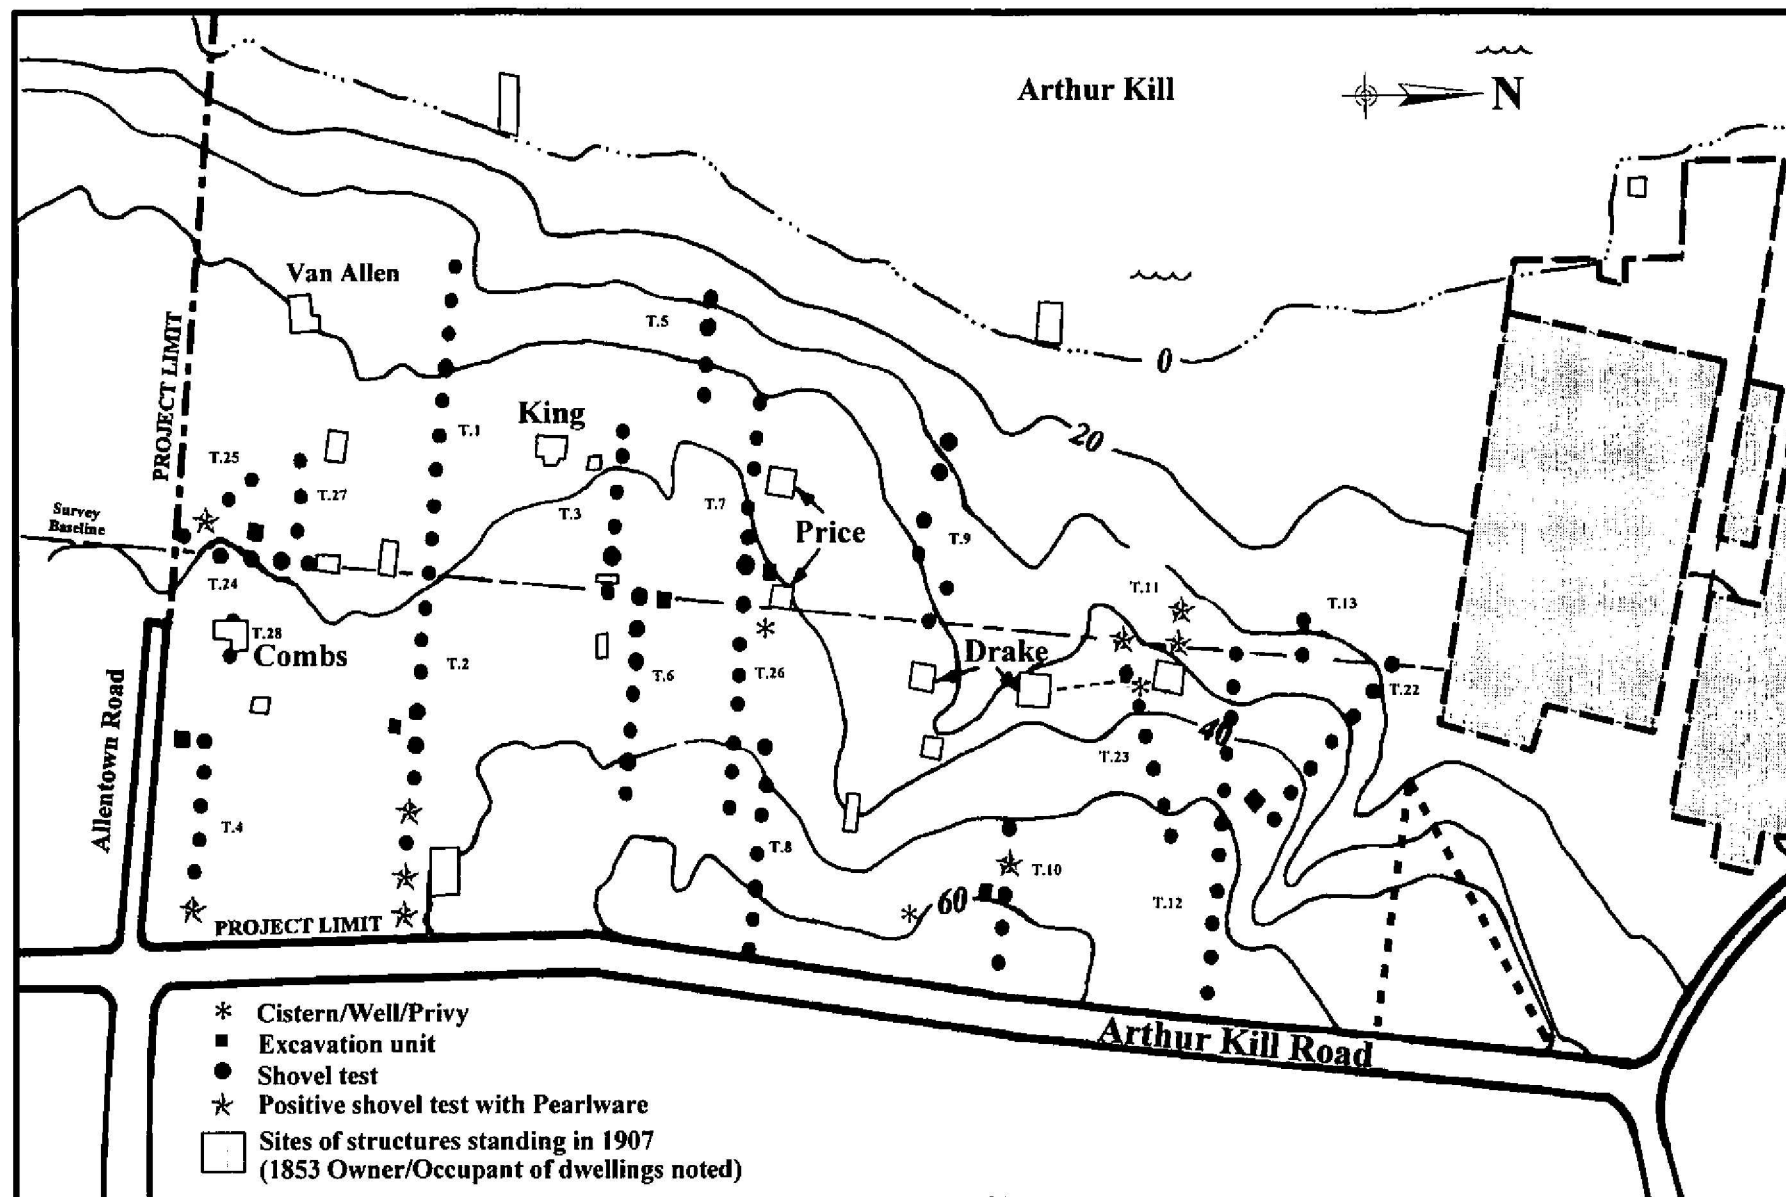 Arthur Kill
N
Van Allen
PROJECT LIMIT
T.5
0
King
T.1
20
T.25
T.27
T.3
T.7
Price
Survey
Baseline
T.9
T.24
T.11
T.13
T.28
Combs
T.2
T.6
T.26
Drake
T.22
Allentown Road
40
T.23
T.4
T.8
T.10
60
T.12
PROJECT LIMIT
Arthur Kill Road
Cistern/Well/Privy
Excavation unit
Shovel test
Positive shovel test with Pearlware
Sites of structures standing in 1907
(1853 Owner/Occupant of dwellings noted)